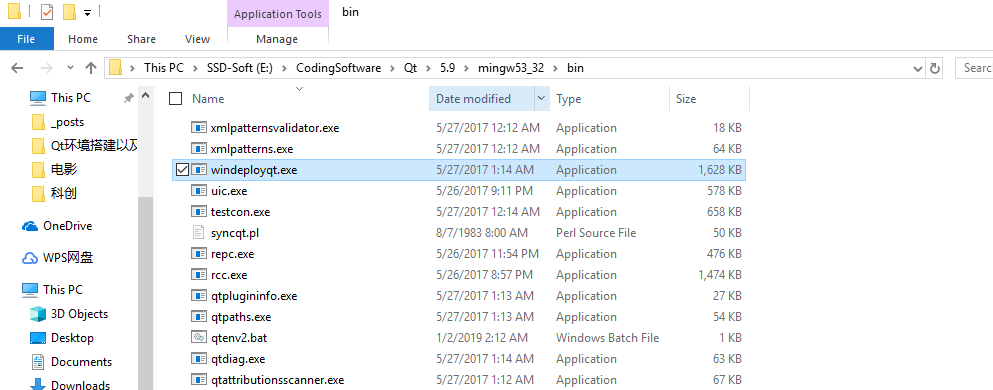 Application Tools bin
File Home Share View Manage
This PC SSD-Soft (E:) CodingSoftware Qt 5.9 mingw53_32 bin Searc
This PC
_posts
Qt环境搭建以及
电影
科创
OneDrive
WPS网盘
This PC
3D Objects
Desktop
Documents
Downloads
Name Date modified Type Size
xmlpatternsvalidator.exe 5/27/2017 12:12 AM Application 18 KB
xmlpatterns.exe 5/27/2017 12:12 AM Application 64 KB
windeployqt.exe 5/27/2017 1:14 AM Application 1,628 KB
uic.exe 5/26/2017 9:11 PM Application 578 KB
testcon.exe 5/27/2017 12:14 AM Application 658 KB
syncqt.pl 8/7/1983 8:00 AM Perl Source File 50 KB
repc.exe 5/26/2017 11:54 PM Application 476 KB
rcc.exe 5/26/2017 8:57 PM Application 1,474 KB
qtplugininfo.exe 5/27/2017 1:13 AM Application 27 KB
qtpaths.exe 5/27/2017 1:13 AM Application 54 KB
qtenv2.bat 1/2/2019 2:12 AM Windows Batch File 1 KB
qtdiag.exe 5/27/2017 1:14 AM Application 63 KB
qtattributionsscanner.exe 5/27/2017 1:12 AM Application 67 KB